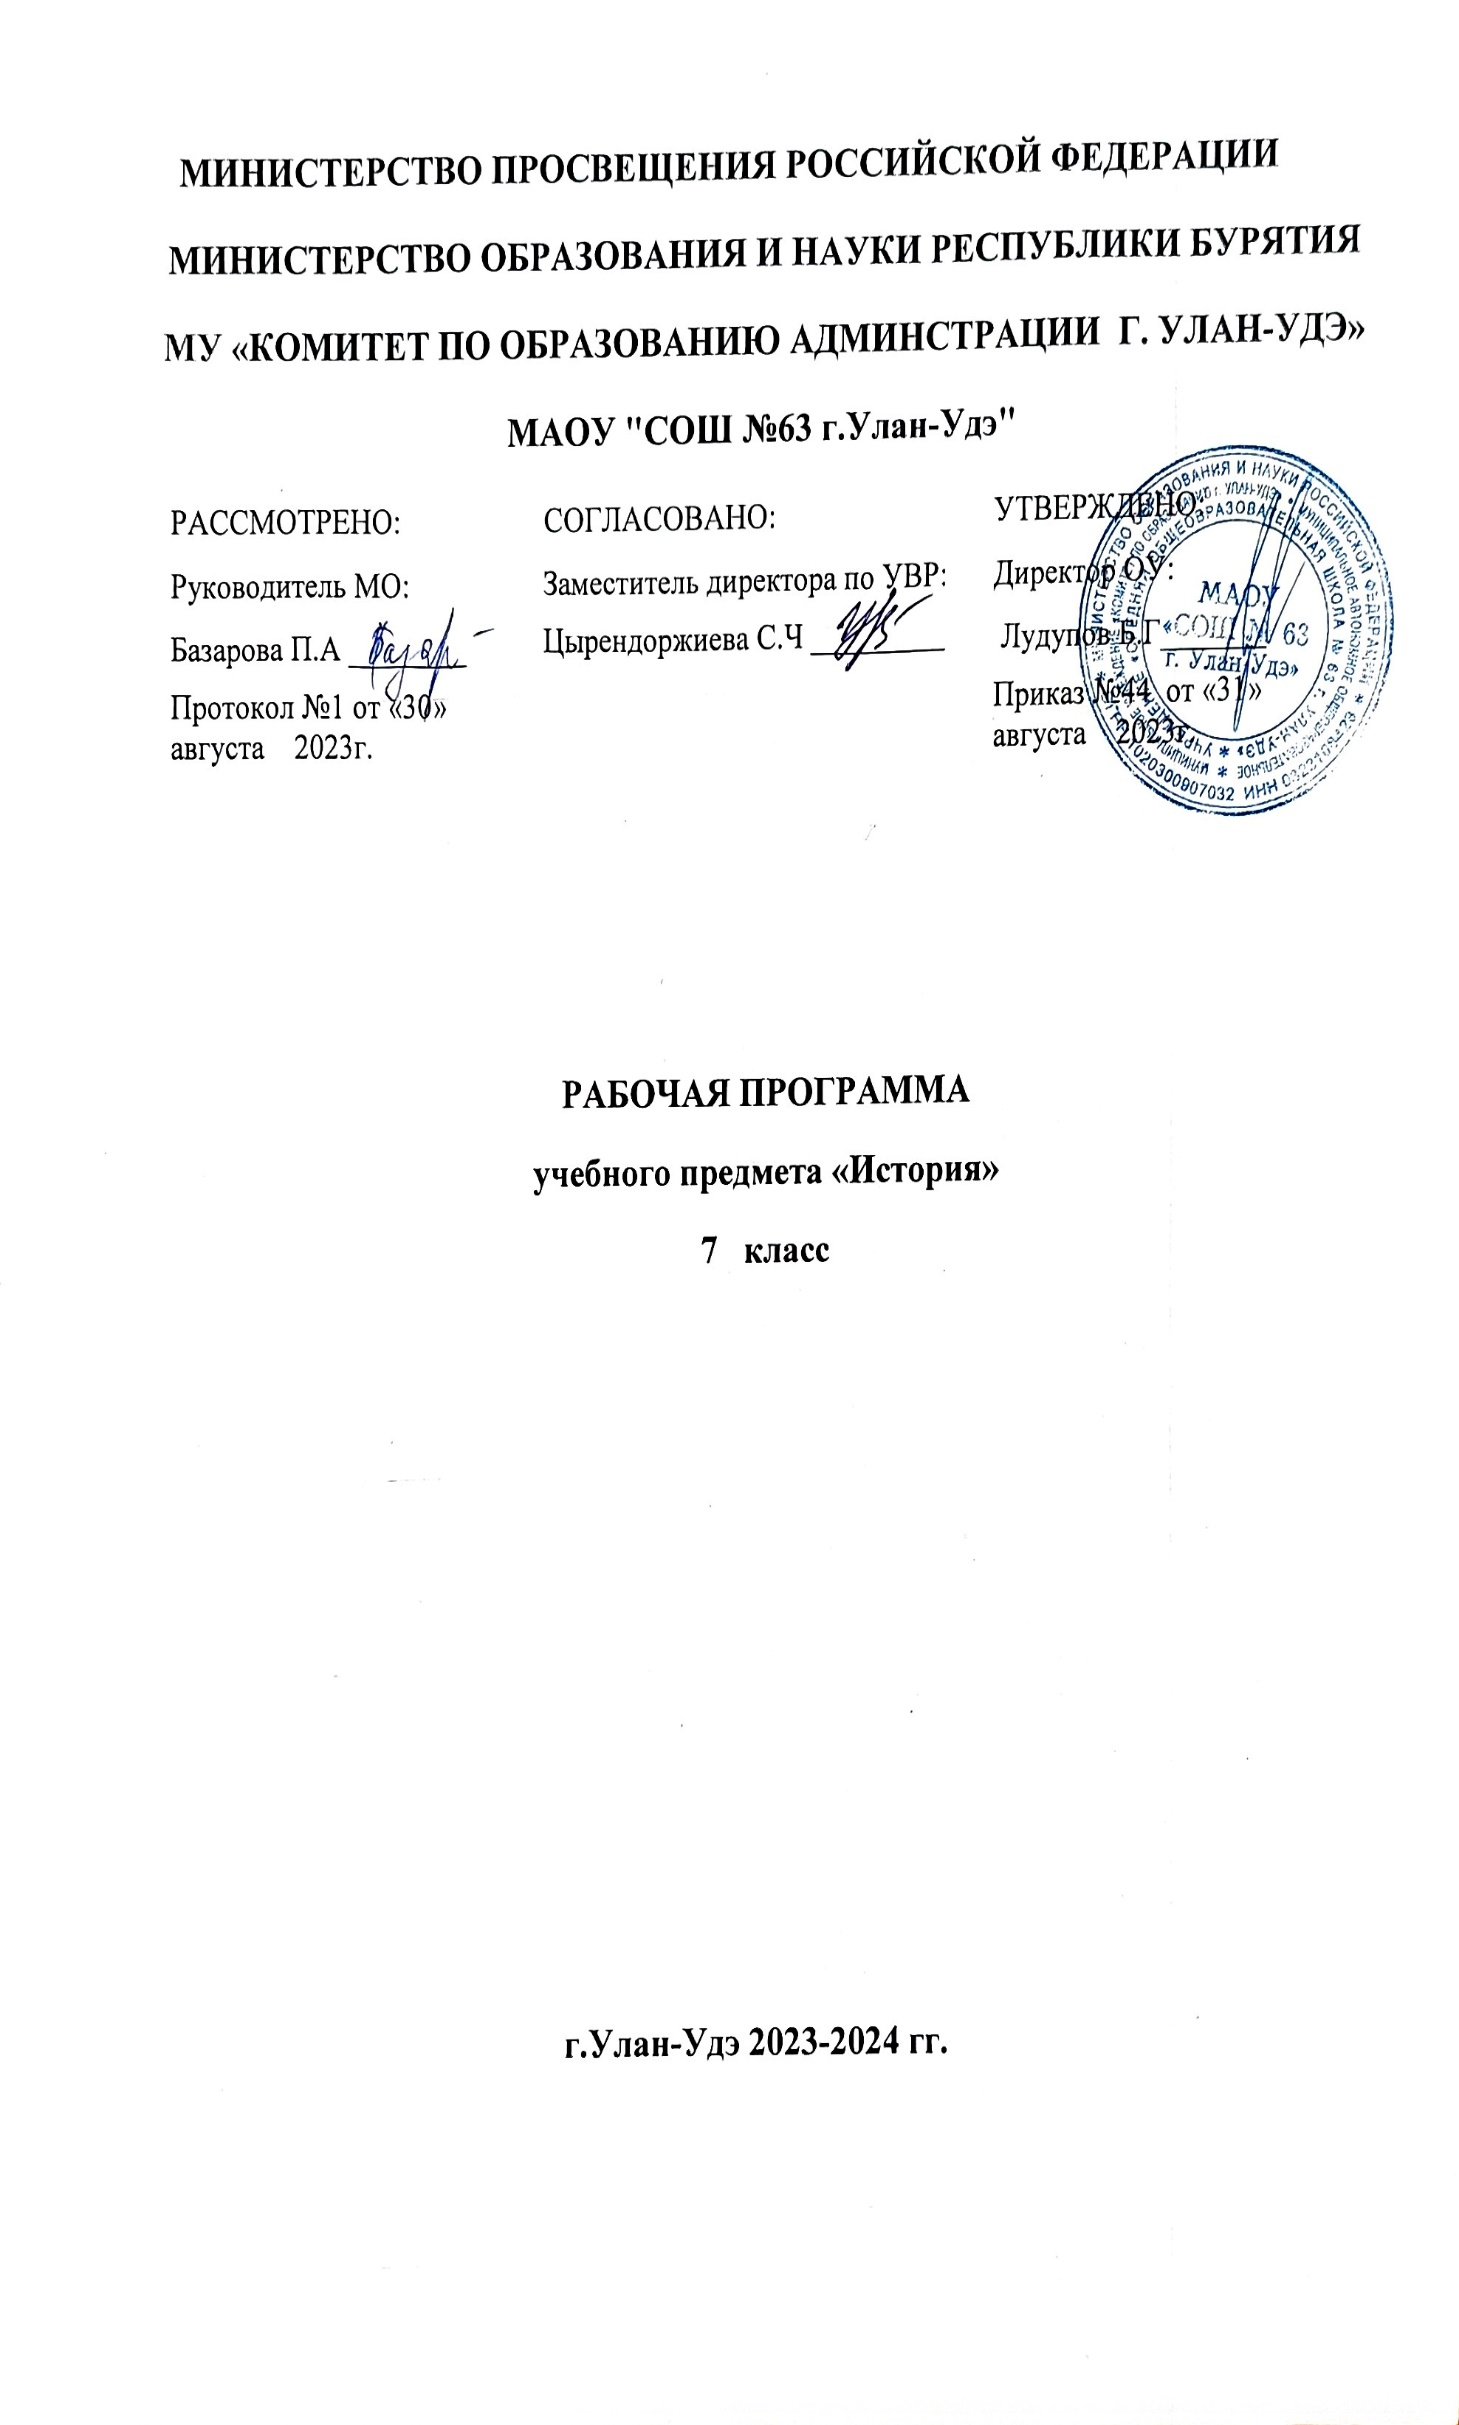 МИНИСТЕРСТВО ПРОСВЕЩЕНИЯ РОССИЙСКОЙ ФЕДЕРАЦИИ
МИНИСТЕРСТВО ОБРАЗОВАНИЯ И НАУКИ РЕСПУБЛИКИ БУРЯТИЯ
МУ «КОМИТЕТ ПО ОБРАЗОВАНИЮ АДМИНСТРАЦИИ Г. УЛАН-УДЭ»
МАОУ "СОШ №63 г.Улан-Удэ"
РАССМОТРЕНО:
Руководитель МО:
Базарова П.А
Протокол №1 от «30»
августа 2023г.
СОГЛАСОВАНО:
Заместитель директора по УВР:
Цырендоржиева С.Ч
УТВЕРЖДЕНО:
Директор ОУ:
Лудупов Б.Г
Приказ №44 от «31»
августа 2023г.
МАОУ
«СОШ № 63
г. Улан-Удэ»
РАБОЧАЯ ПРОГРАММА
учебного предмета «История»
7 класс
г.Улан-Удэ 2023-2024 гг.